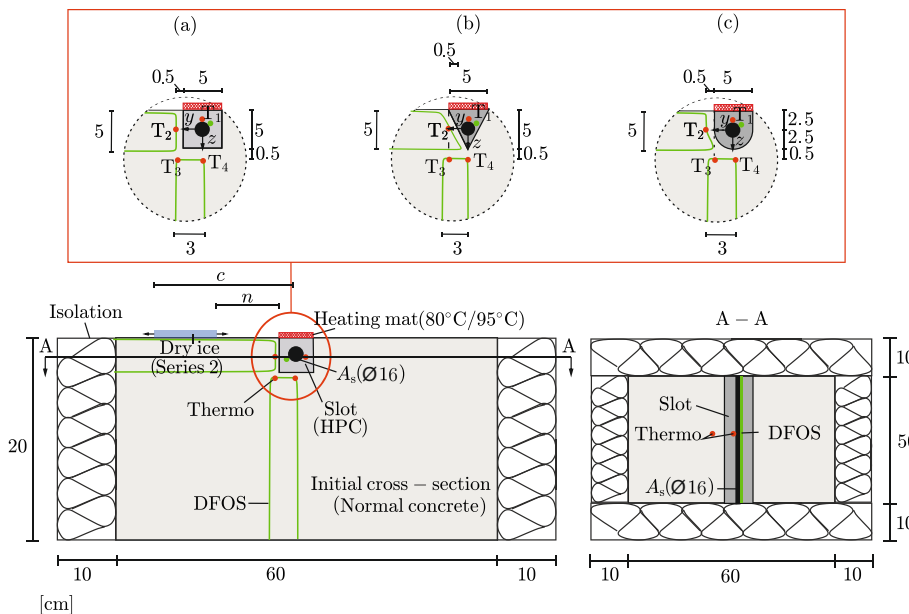 (a)
(b)
(c)
0.5
5
T₁
y
T₂
z
5
5
0.5
T₃
T₄
3
0.5
5
T₁
y
T₂
z
5
5
0.5
T₃
T₄
3
0.5
5
T₁
y
T₂
z
5
2.5
2.5
0.5
T₃
T₄
3
c
n
Isolation
Heating mat(80°C/95°C)
A
A
Dry ice
(Series 2)
Aₛ(Ø16)
Thermo
Slot
(HPC)
20
DFOS
Initial cross − section
(Normal concrete)
10
60
10
[cm]
A − A
10
Slot
Thermo
DFOS
50
Aₛ(Ø16)
10
10
60
10